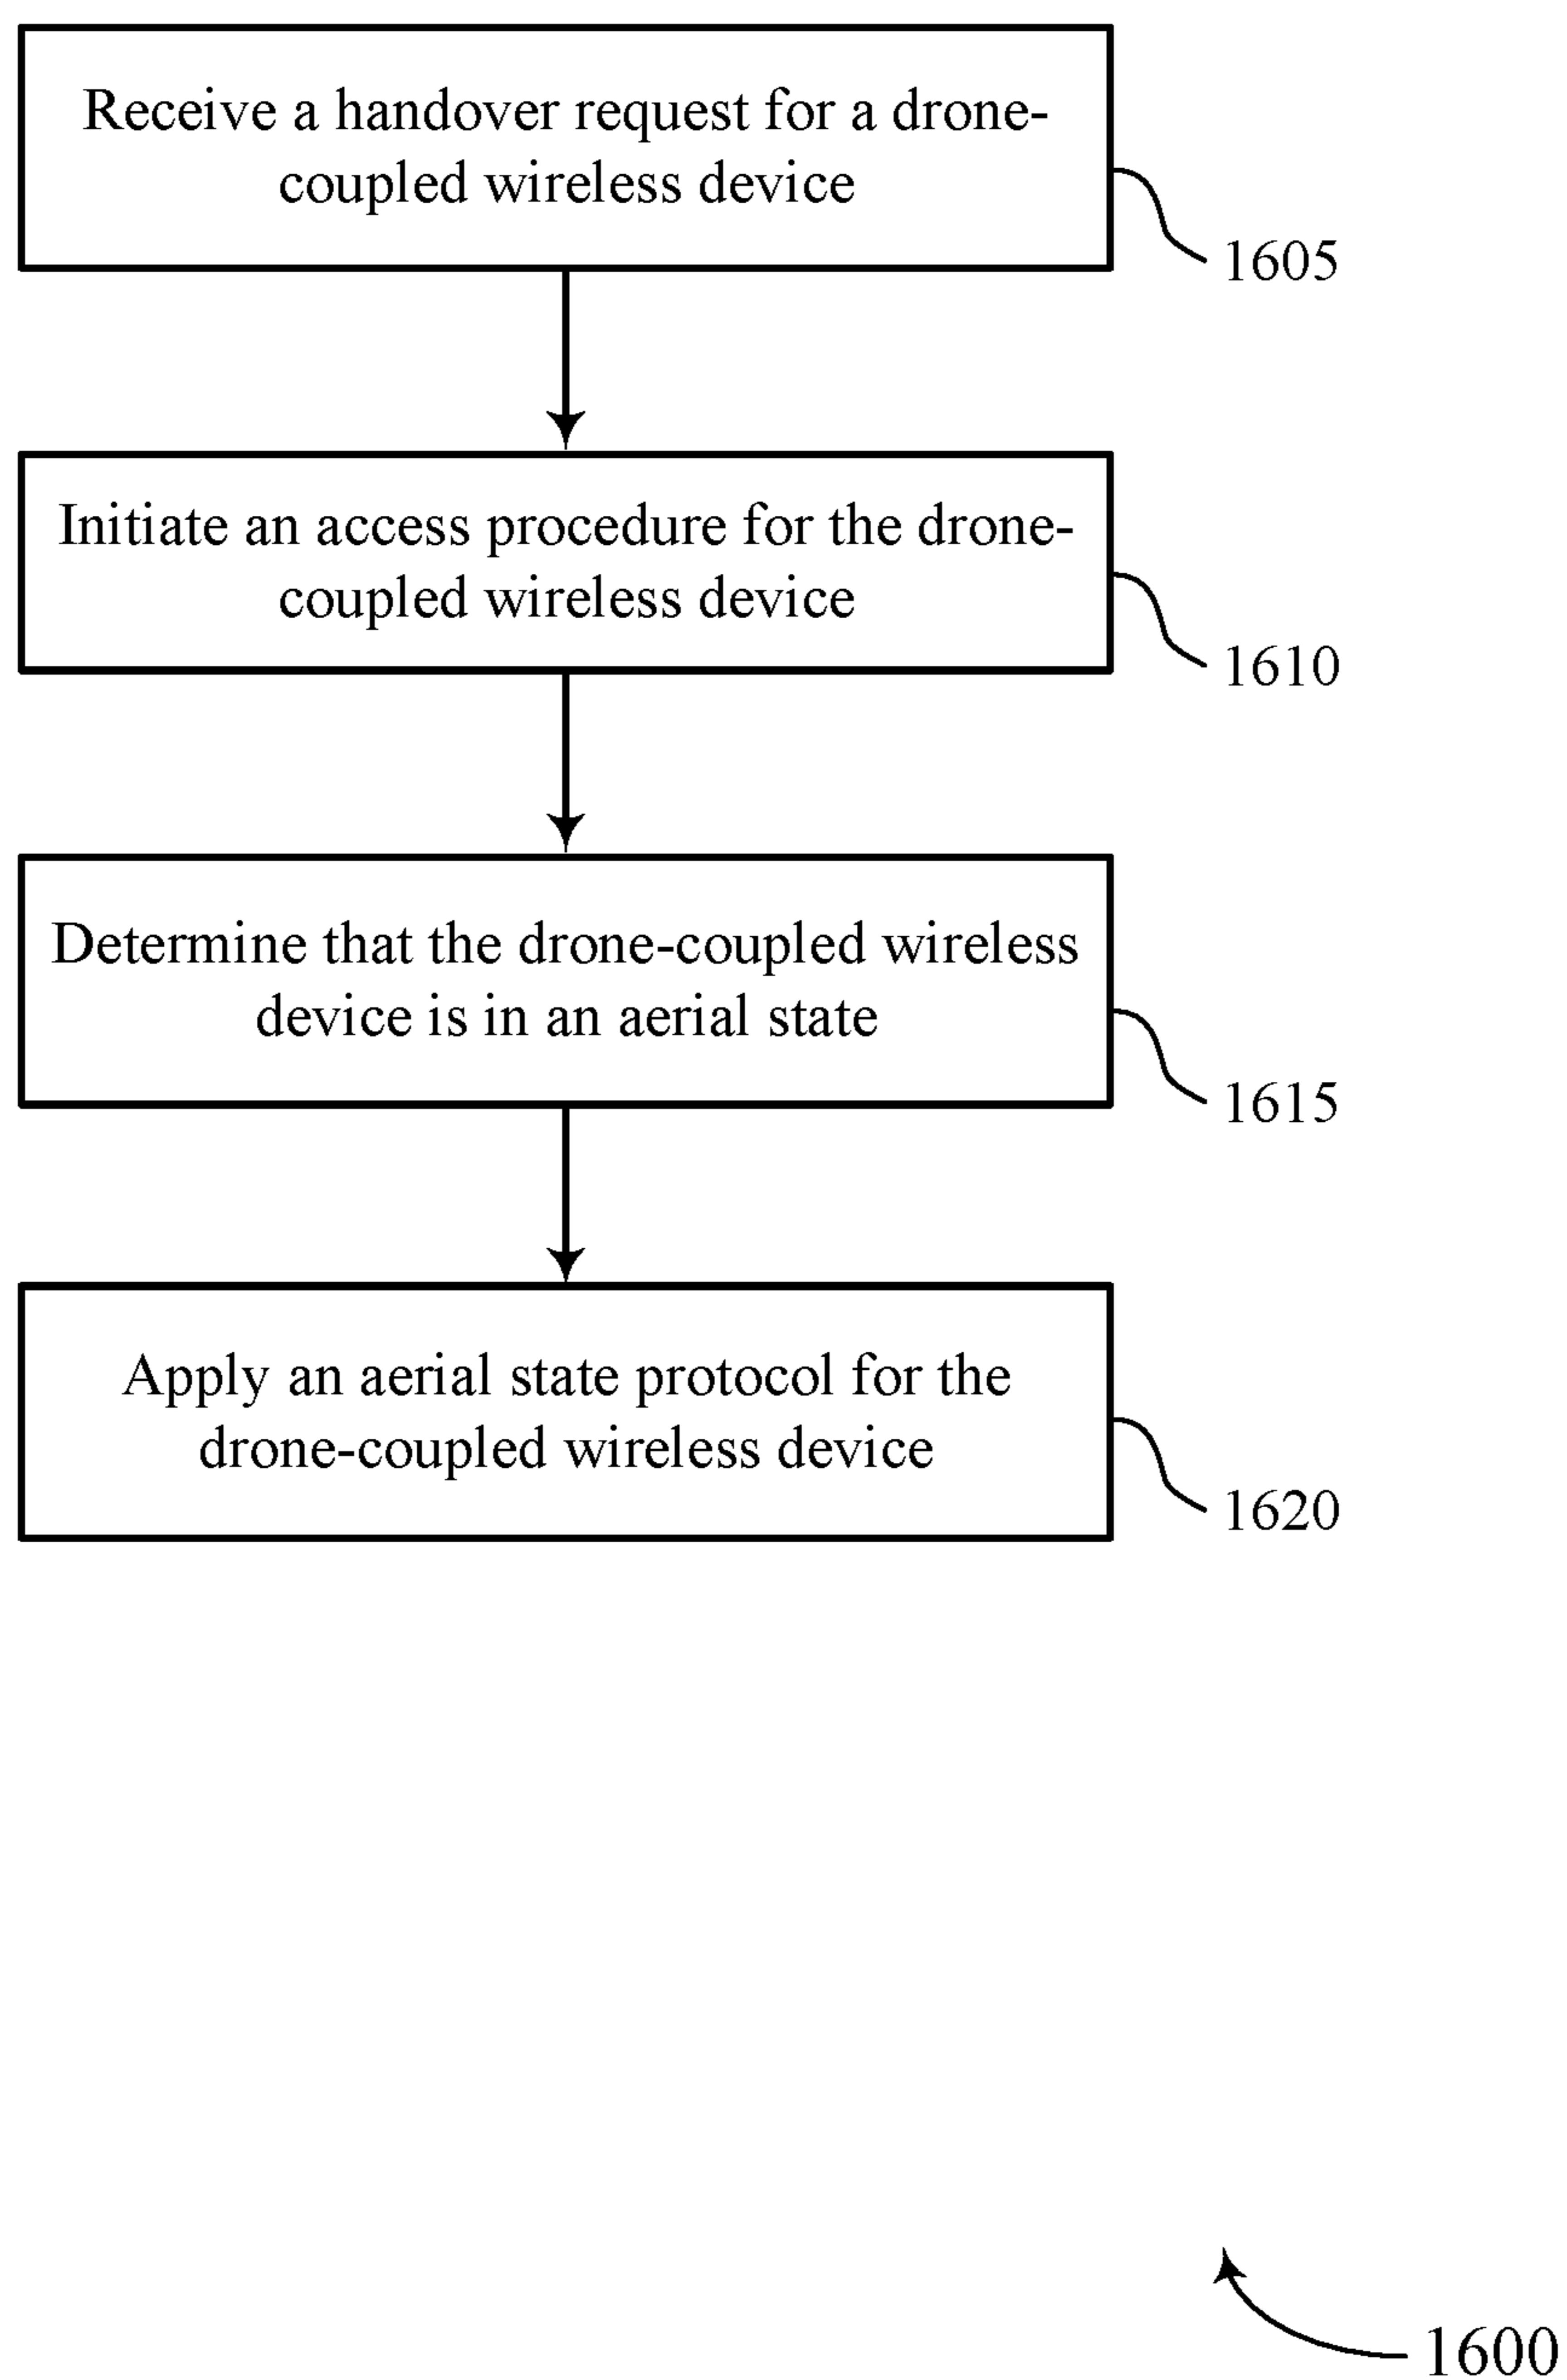 Receive a handover request for a drone-
coupled wireless device
1605
Initiate an access procedure for the drone-
coupled wireless device
1610
Determine that the drone-coupled wireless
device is in an aerial state
1615
Apply an aerial state protocol for the
drone-coupled wireless device
1620
1600